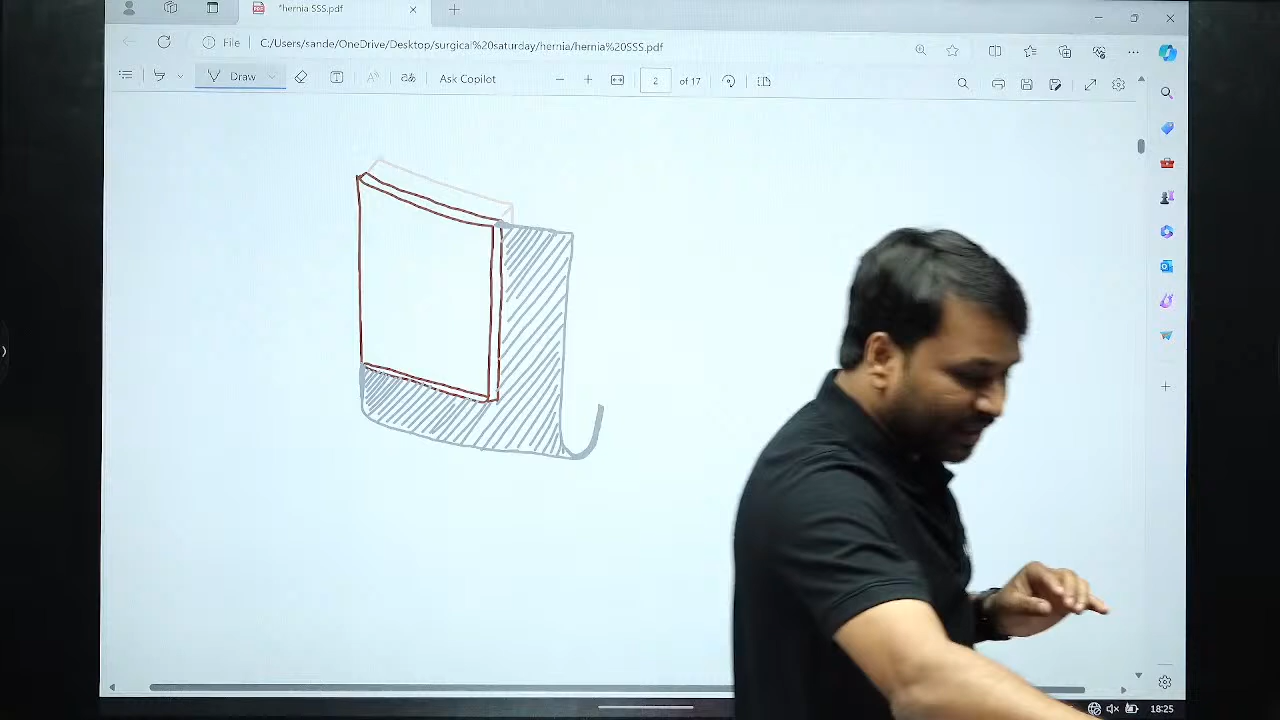 *hernia SSS.pdf
File C:/Users/sande/OneDrive/Desktop/surgical%20saturday/hernia/hernia%20SSS.pdf
Draw Ask Copilot 2 of 17
18:25